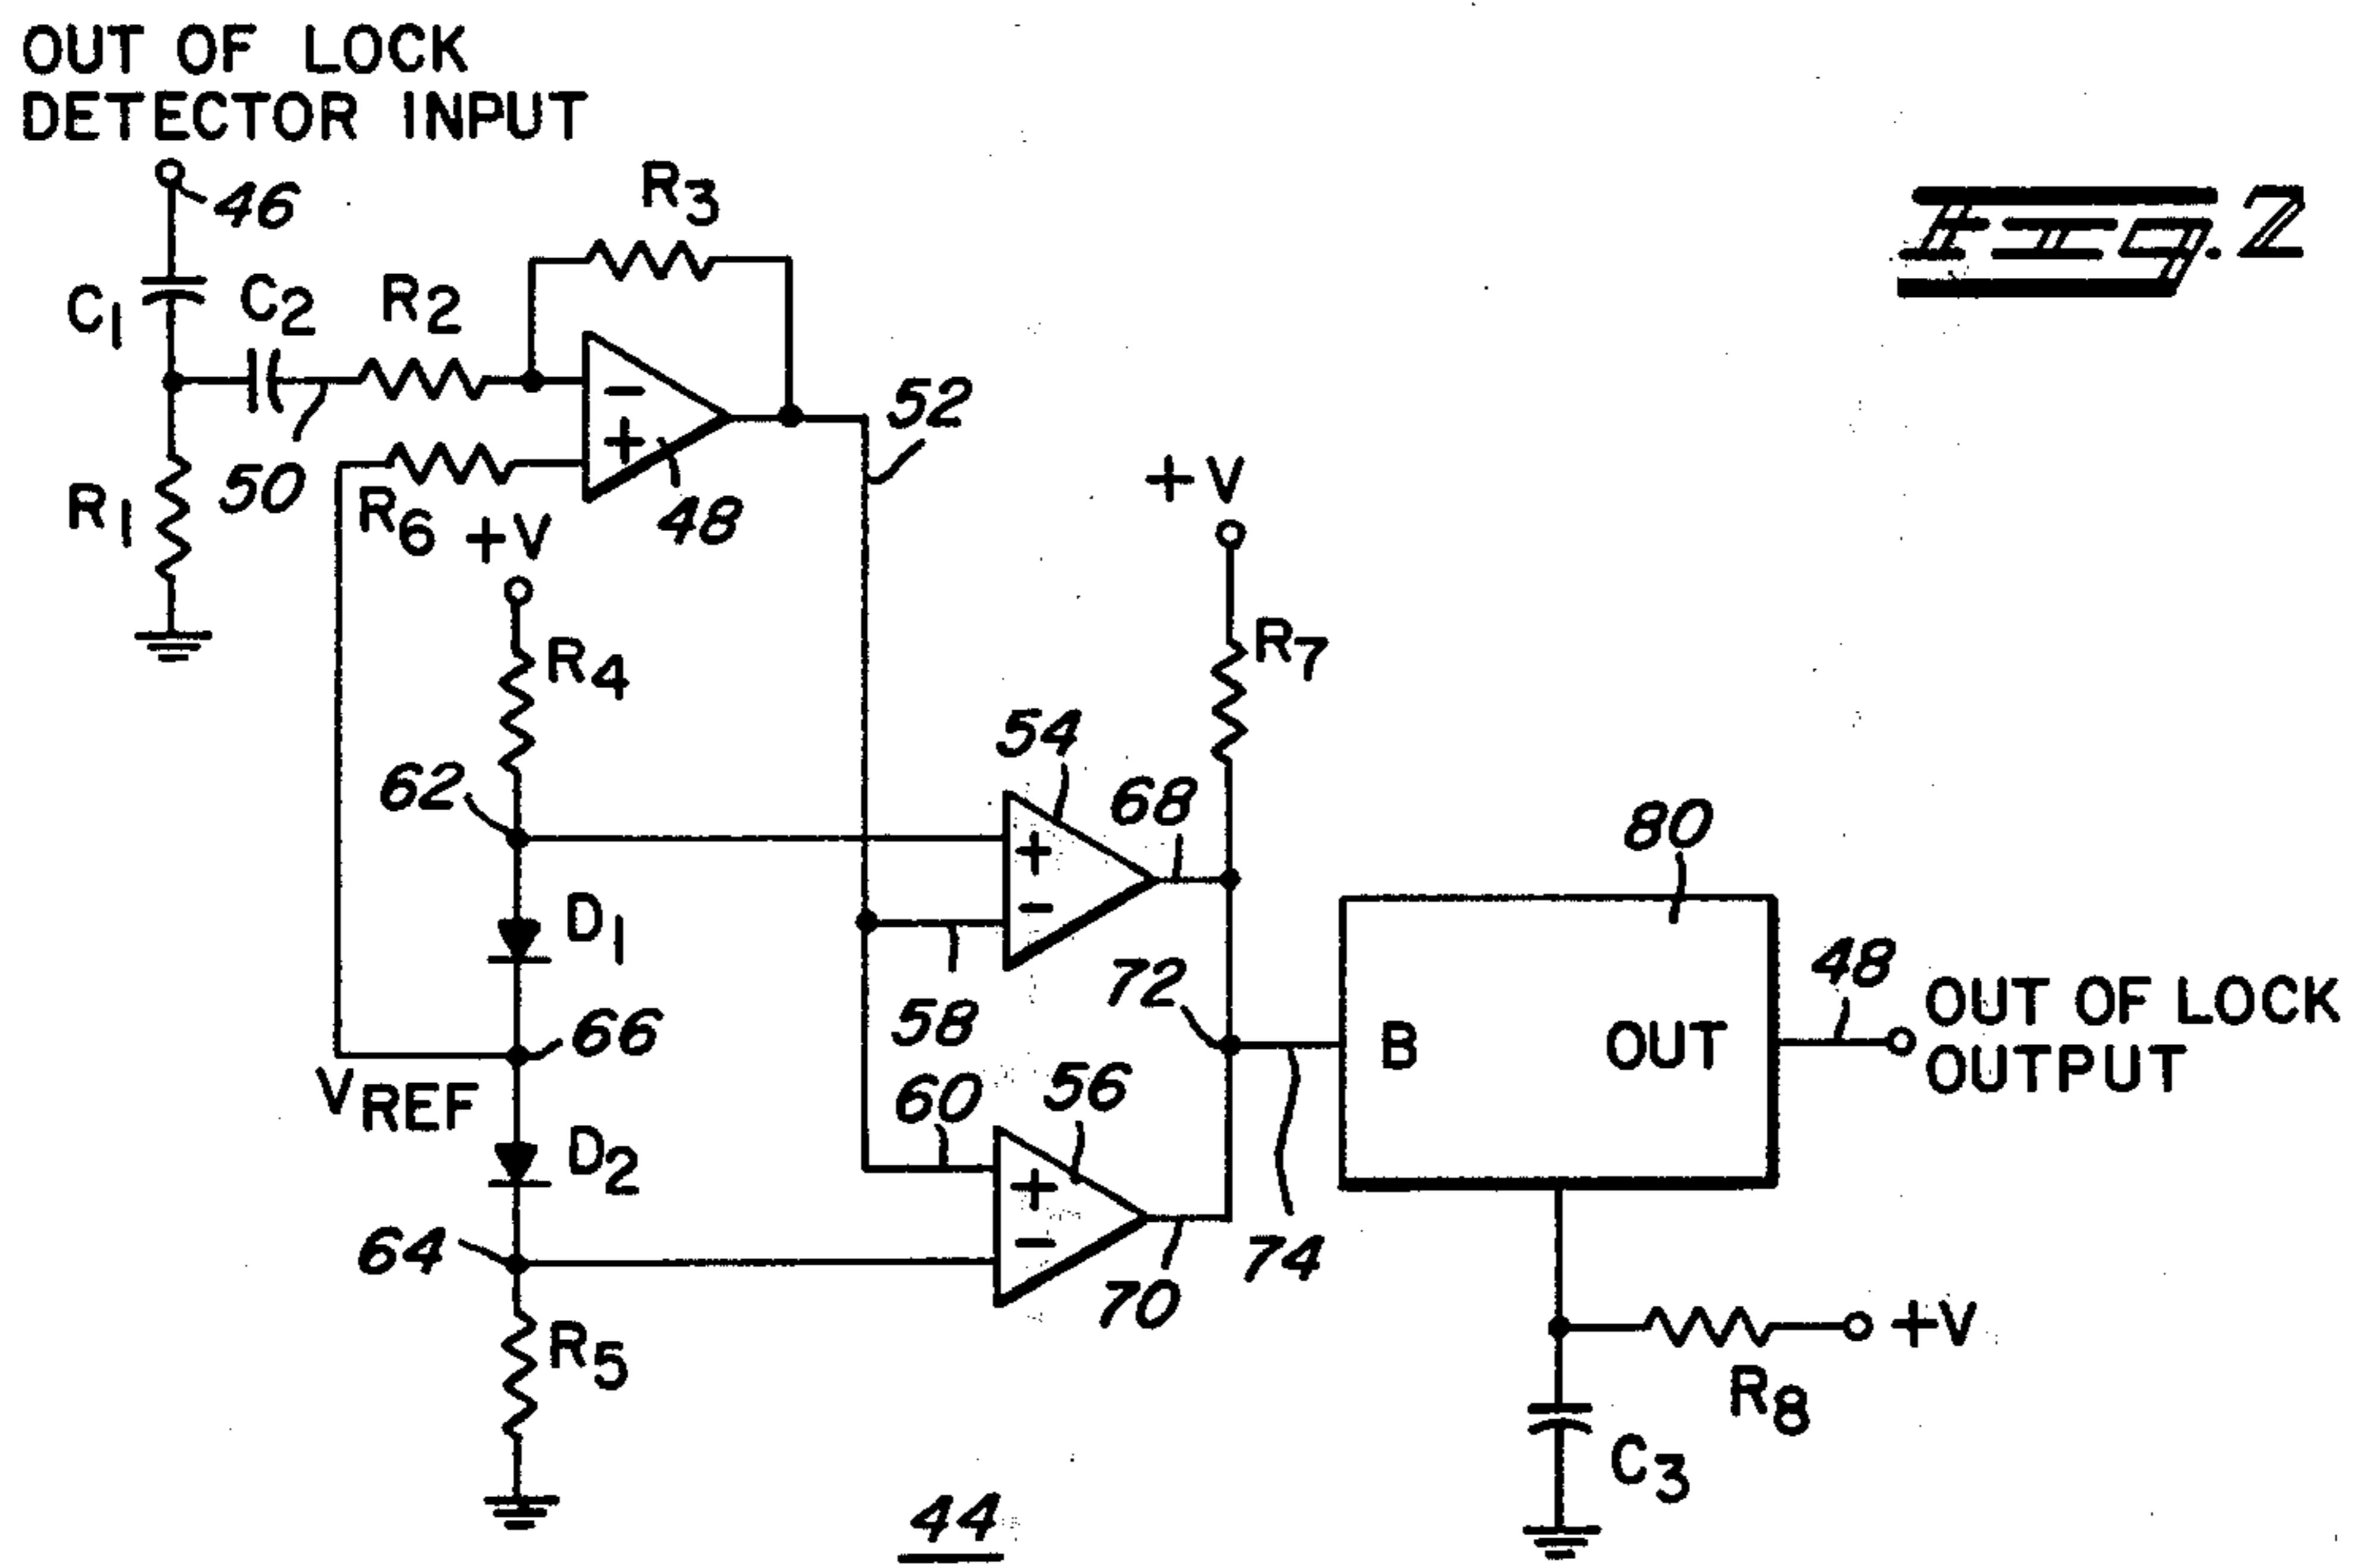 OUT OF LOCK
DETECTOR INPUT
46
R3
Fig. 2
C1
C2
R2
−
+
48
52
50
R1
R6
+V
+V
R4
R7
62
54
68
+
−
58
D1
66
VREF
72
80
B
OUT
48
OUT OF LOCK
OUTPUT
60
56
+
−
D2
64
70
74
R5
+V
R8
C3
44